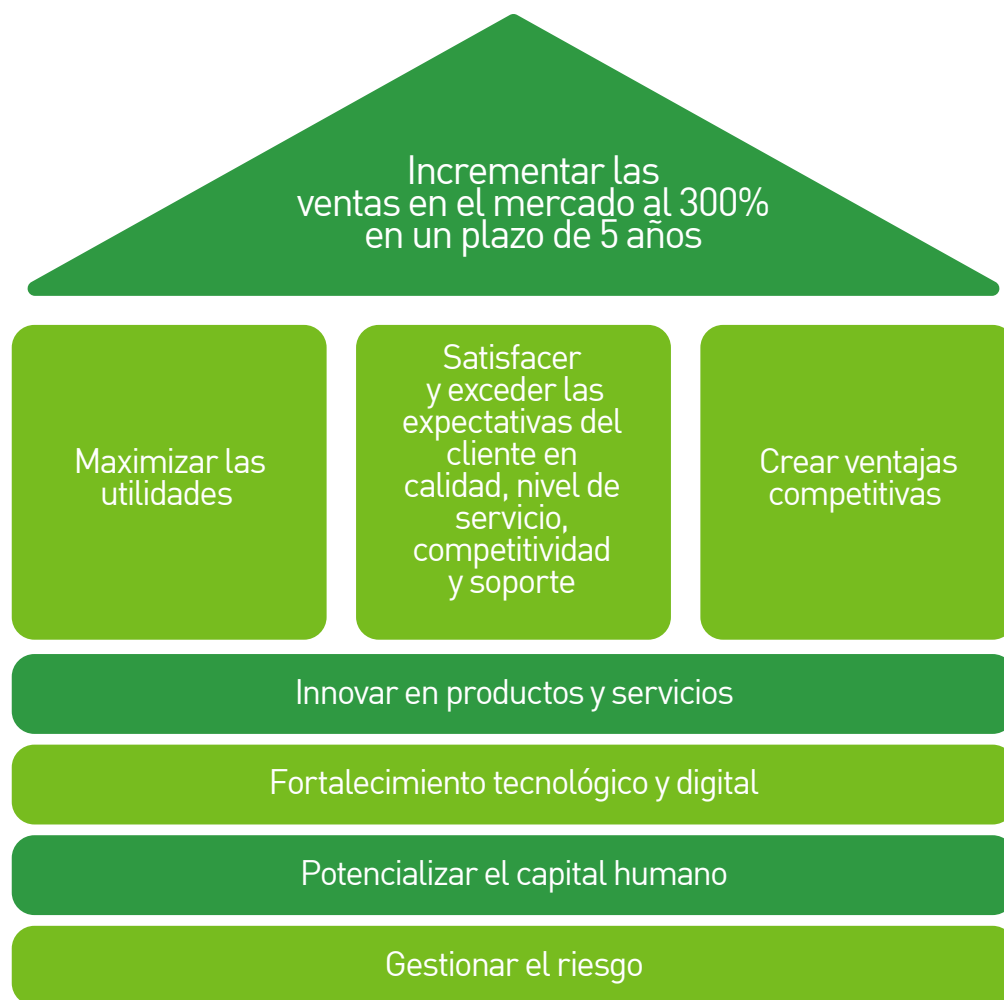 Incrementar las
ventas en el mercado al 300%
en un plazo de 5 años
Maximizar las
utilidades
Satisfacer
y exceder las
expectativas del
cliente en
calidad, nivel de
servicio,
competitividad
y soporte
Crear ventajas
competitivas
Innovar en productos y servicios
Fortalecimiento tecnológico y digital
Potencializar el capital humano
Gestionar el riesgo